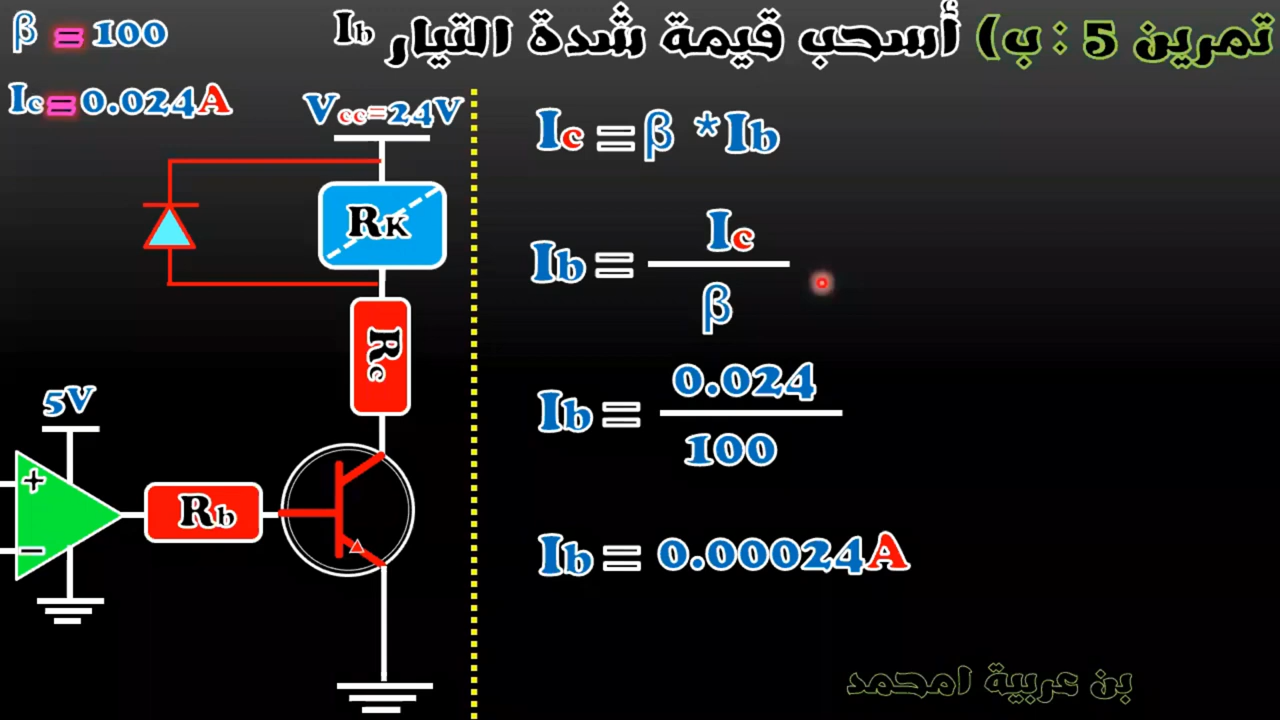 تمرين 5 : ب) أسحب قيمة شدة التيار Ib
β = 100
Ic=0.024A
Vcc=24V
RK
Rc
5V
+
Rb
−
Ic = β *Ib
Ib = Ic / β
Ib = 0.024 / 100
Ib = 0.00024A
بن عربية امحمد